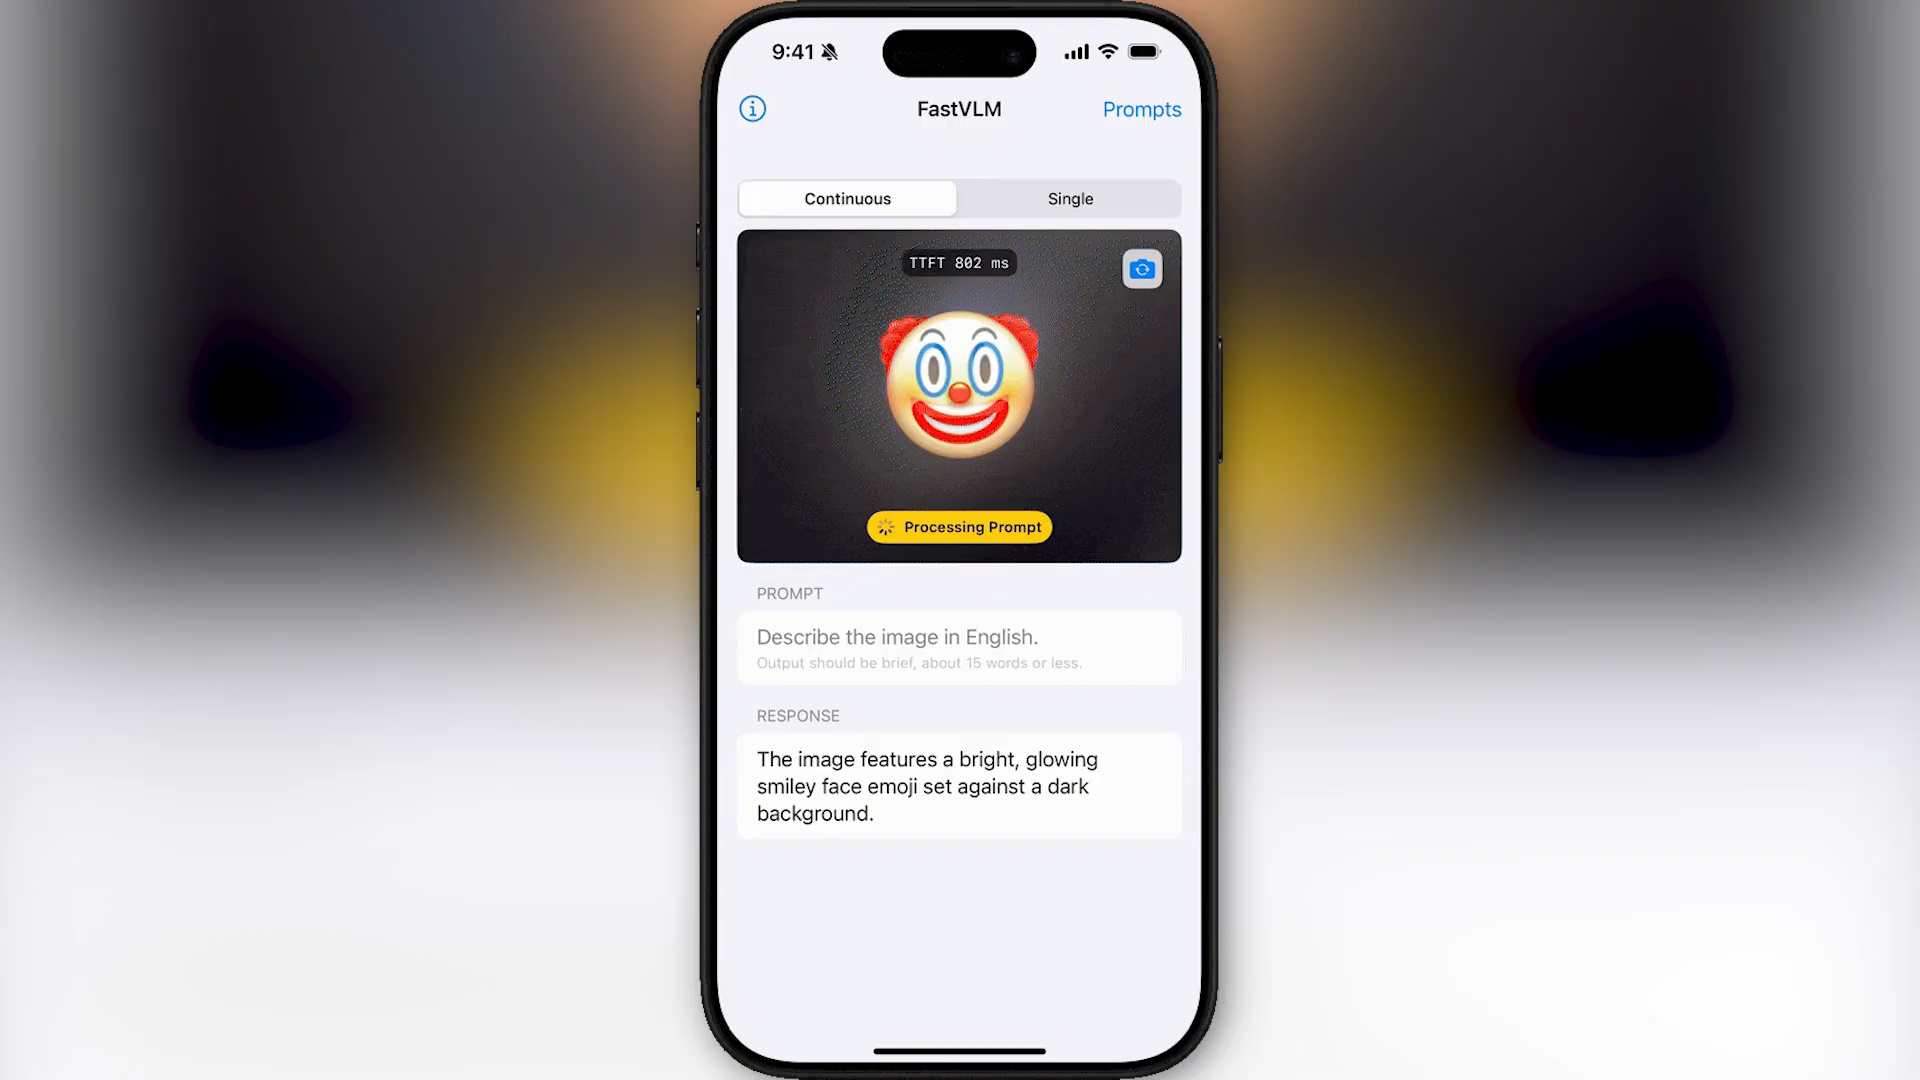 9:41
FastVLM
Prompts
Continuous
Single
TTFT 802 ms
Processing Prompt
PROMPT
Describe the image in English.
Output should be brief, about 15 words or less.
RESPONSE
The image features a bright, glowing
smiley face emoji set against a dark
background.